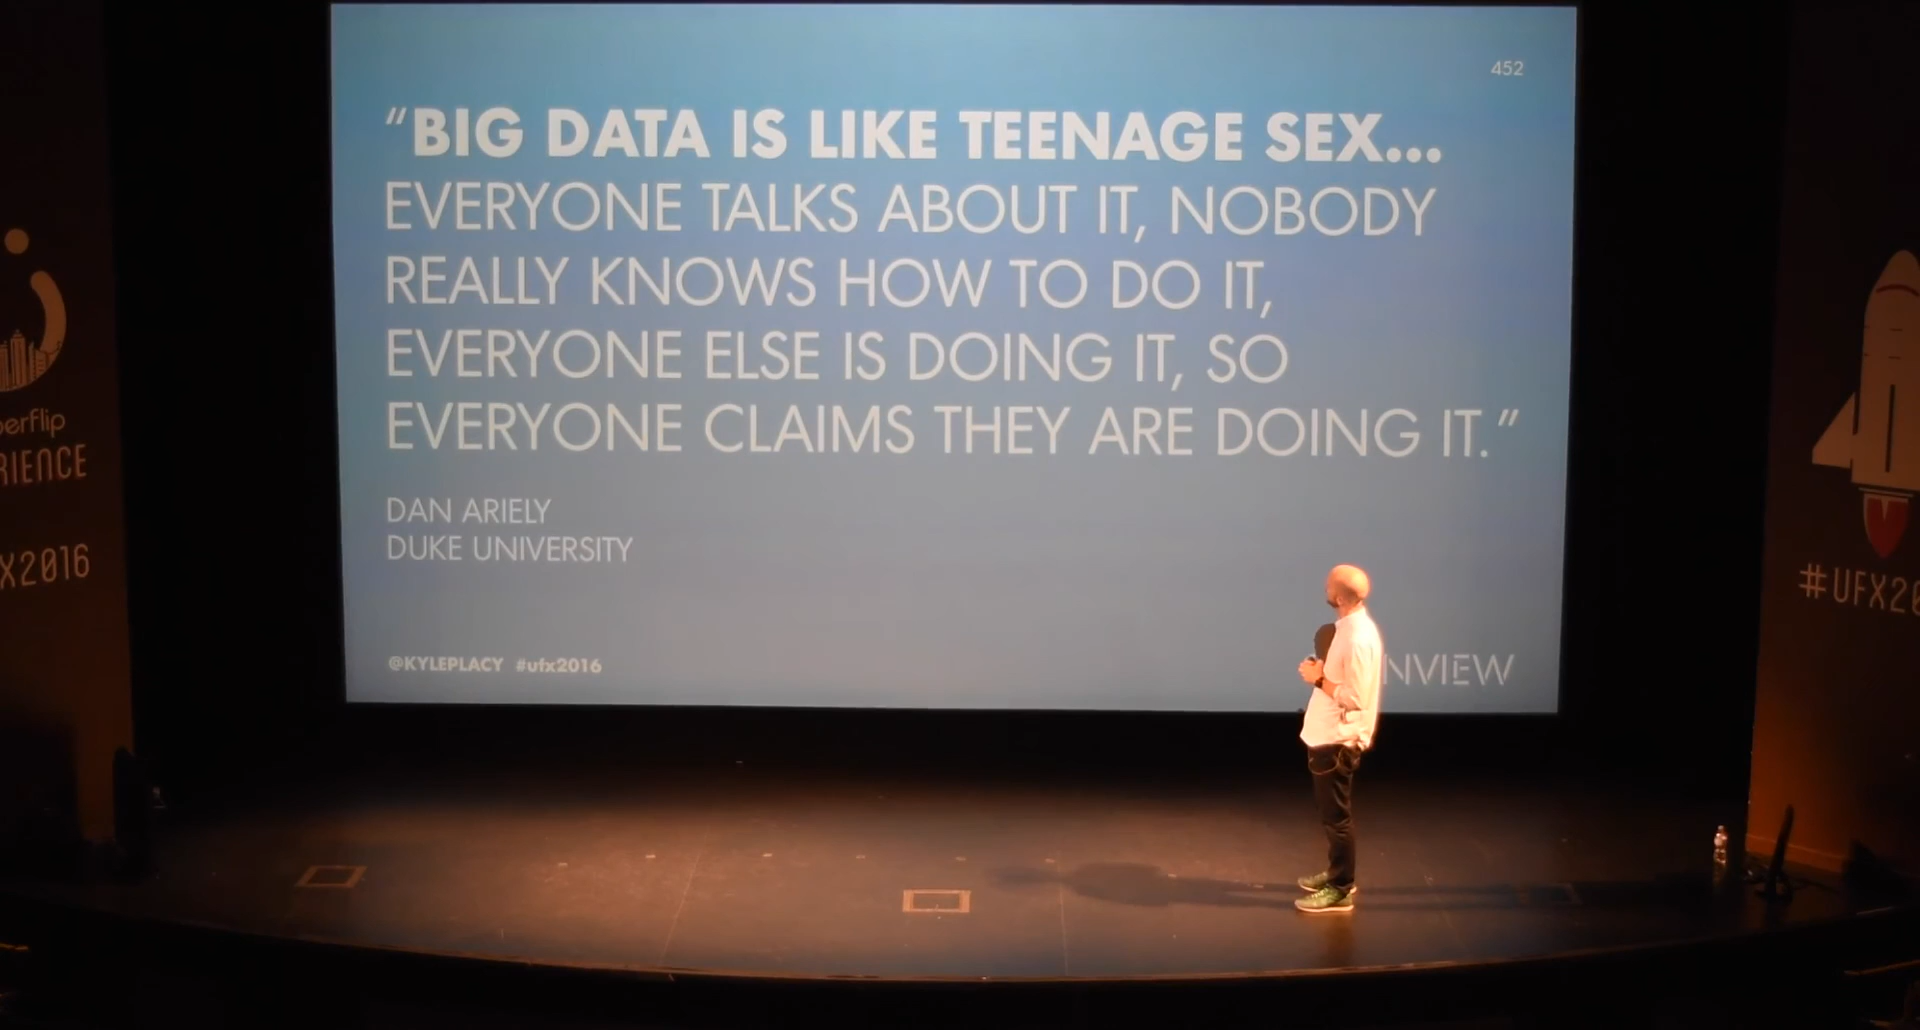 452
“BIG DATA IS LIKE TEENAGE SEX...
EVERYONE TALKS ABOUT IT, NOBODY
REALLY KNOWS HOW TO DO IT,
EVERYONE ELSE IS DOING IT, SO
EVERYONE CLAIMS THEY ARE DOING IT.”
DAN ARIELY
DUKE UNIVERSITY
@KYLEPLACY #ufx2016
NVIEW
erflip
RIENCE
X2016
#UFX2